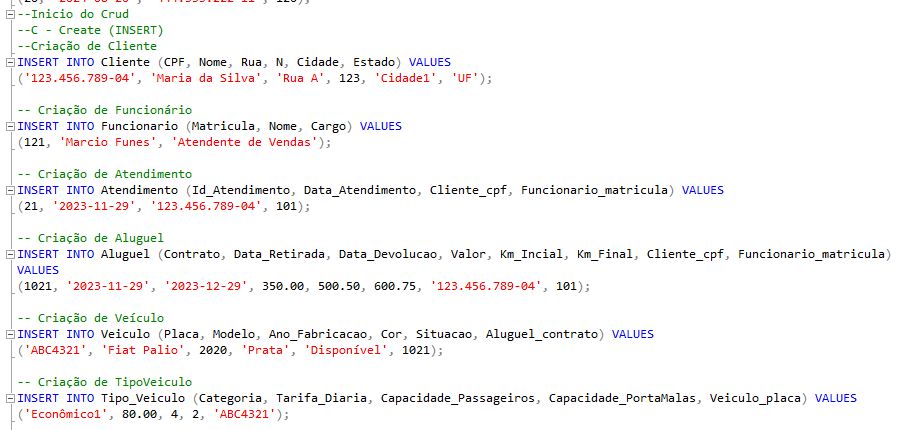 --Inicio do Crud
--C - Create (INSERT)
--Criação de Cliente
INSERT INTO Cliente (CPF, Nome, Rua, N, Cidade, Estado) VALUES
('123.456.789-04', 'Maria da Silva', 'Rua A', 123, 'Cidade1', 'UF');
-- Criação de Funcionário
INSERT INTO Funcionario (Matricula, Nome, Cargo) VALUES
(121, 'Marcio Funes', 'Atendente de Vendas');
-- Criação de Atendimento
INSERT INTO Atendimento (Id_Atendimento, Data_Atendimento, Cliente_cpf, Funcionario_matricula) VALUES
(21, '2023-11-29', '123.456.789-04', 101);
-- Criação de Aluguel
INSERT INTO Aluguel (Contrato, Data_Retirada, Data_Devolucao, Valor, Km_Incial, Km_Final, Cliente_cpf, Funcionario_matricula)
VALUES
(1021, '2023-11-29', '2023-12-29', 350.00, 500.50, 600.75, '123.456.789-04', 101);
-- Criação de Veículo
INSERT INTO Veiculo (Placa, Modelo, Ano_Fabricacao, Cor, Situacao, Aluguel_contrato) VALUES
('ABC4321', 'Fiat Palio', 2020, 'Prata', 'Disponível', 1021);
-- Criação de TipoVeiculo
INSERT INTO Tipo_Veiculo (Categoria, Tarifa_Diaria, Capacidade_Passageiros, Capacidade_PortaMalas, Veiculo_placa) VALUES
('Econômico1', 80.00, 4, 2, 'ABC4321');